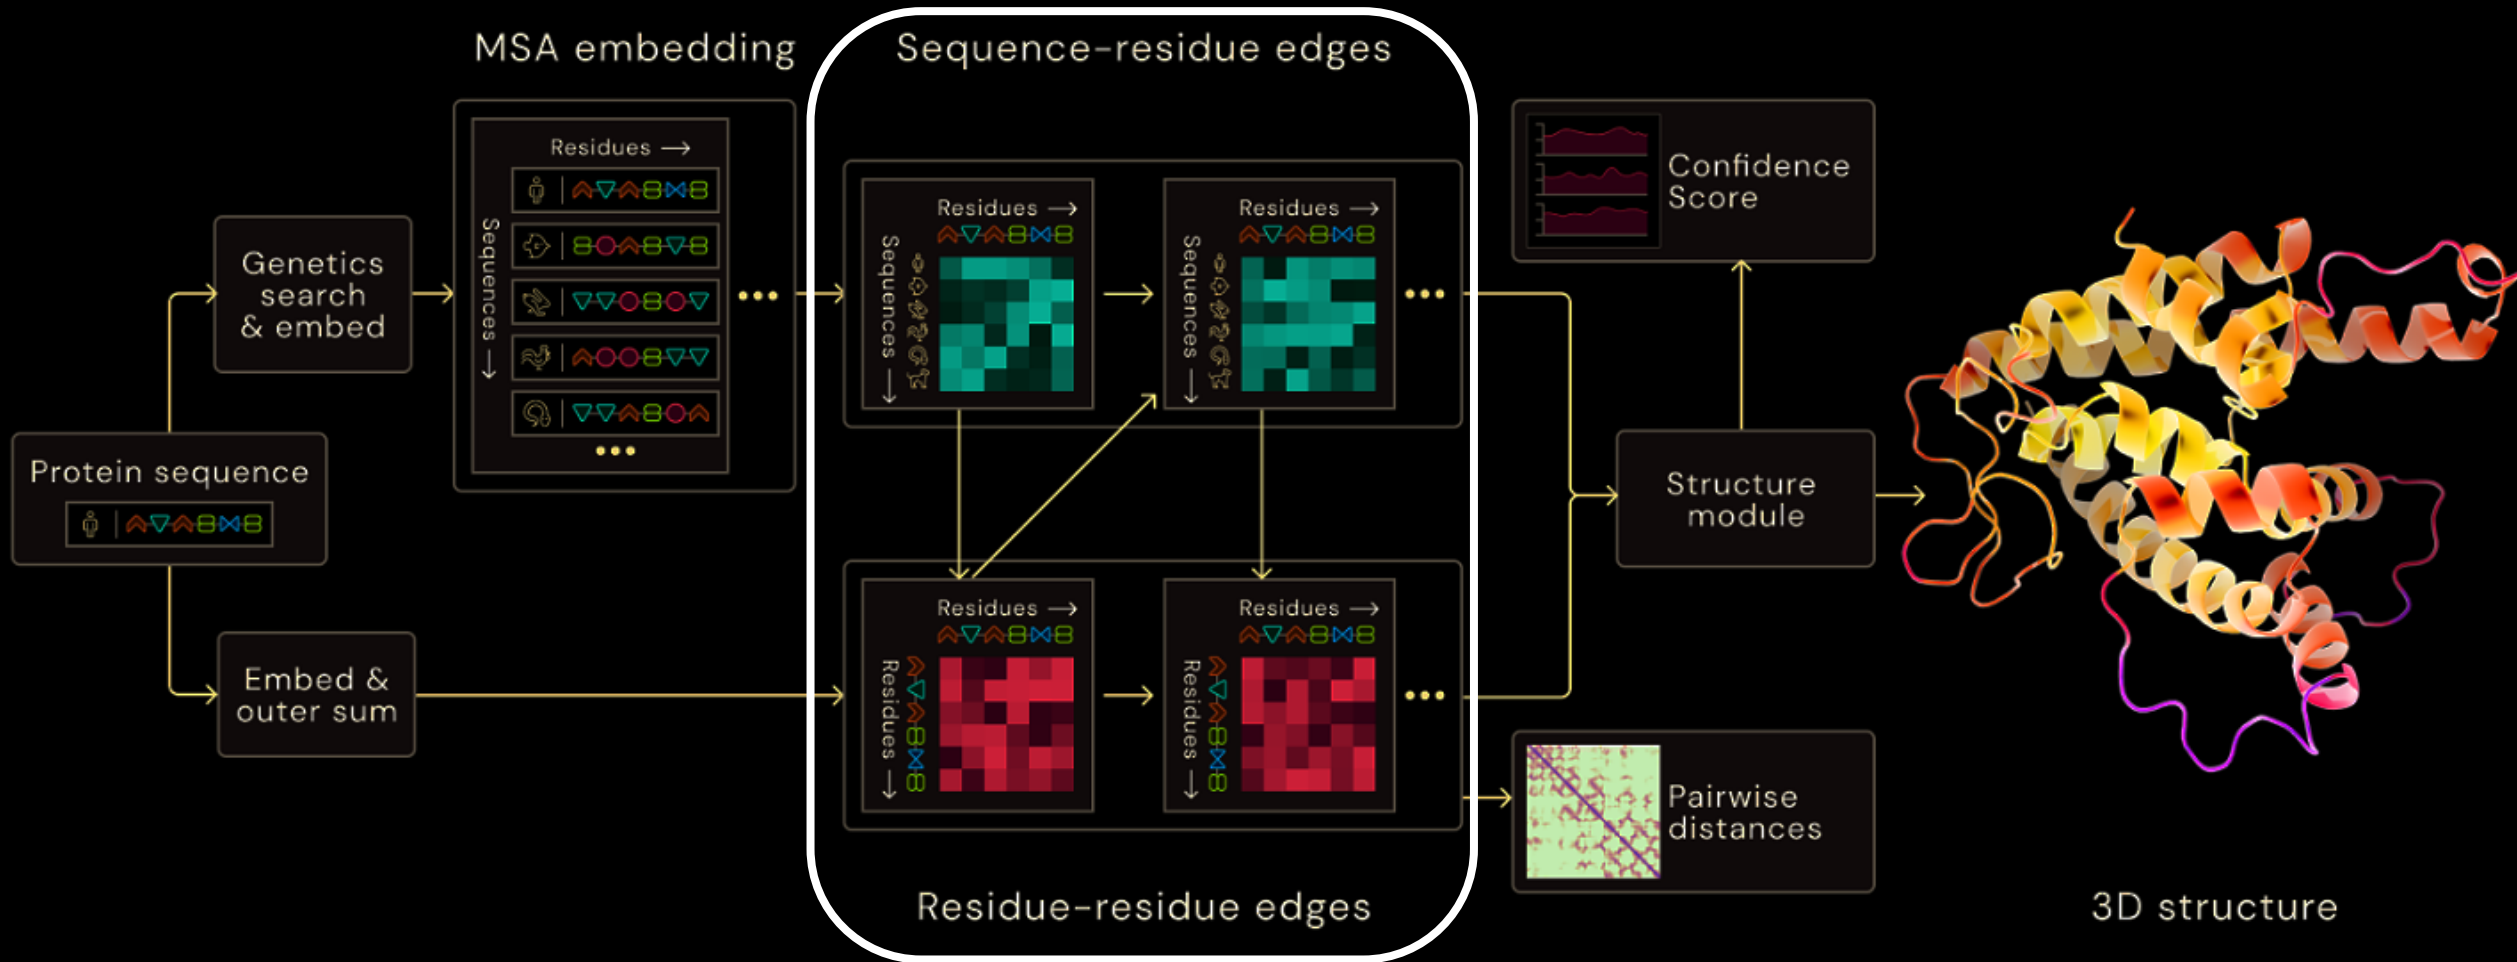 MSA embedding
Sequence-residue edges
Residues →
Sequences →
Genetics
search
& embed
Protein sequence
Embed &
outer sum
Residues →
Sequences →
Residues →
Sequences →
Residues →
Residues →
Residues →
Residues →
Residue-residue edges
Confidence
Score
Structure
module
Pairwise
distances
3D structure